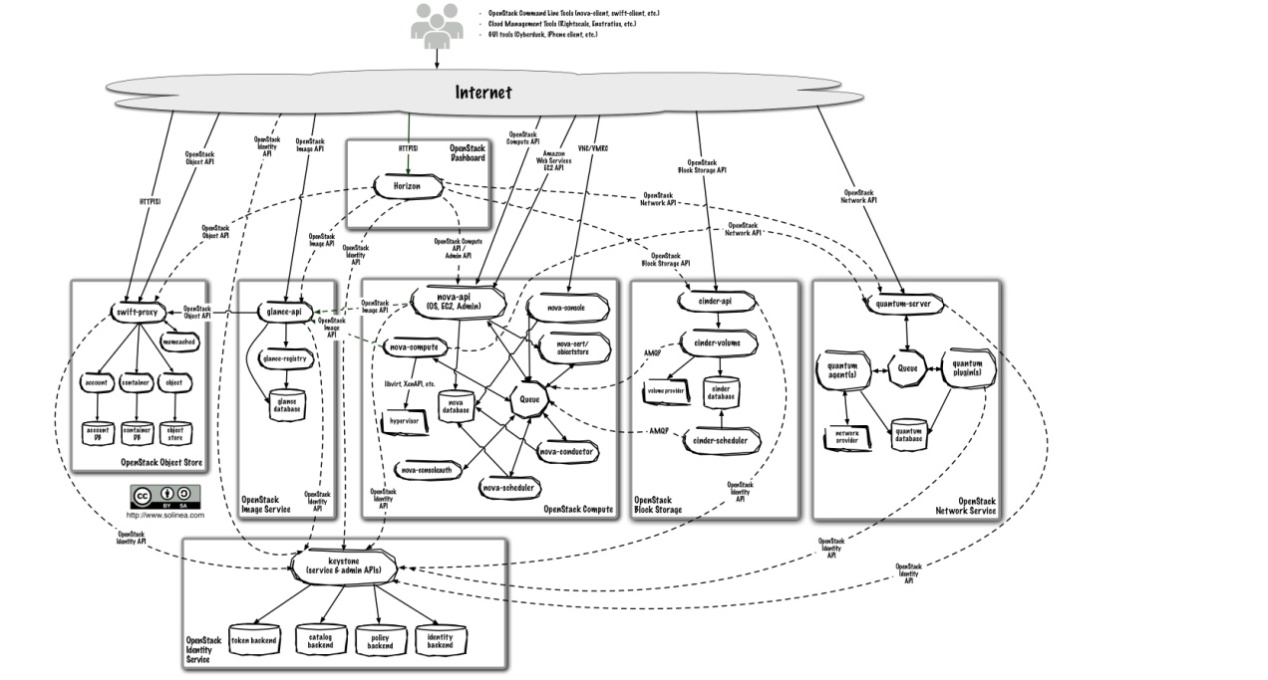 - OpenStack Command Line Tools (nova-client, swift-client, etc.)
- Cloud Management Tools (Rightscale, Enstratius, etc.)
- GUI tools (Cyberduck, iPhone client, etc.)
Internet
OpenStack
Object API
HTTP(S)
OpenStack
Identity
API
OpenStack
Image API
HTTP(S)
OpenStack
Dashboard
Horizon
OpenStack
Compute API
Amazon
Web Services
EC2 API
VNC/VMRC
OpenStack
Block Storage API
OpenStack
Network API
OpenStack
Network API
OpenStack
Object API
OpenStack
Image API
OpenStack
Identity
API
OpenStack Compute
API /
Admin API
OpenStack
Network API
OpenStack
Block Storage API
swift-proxy
memcached
account
container
object
account
DB
container
DB
object
store
OpenStack Object Store
OpenStack
Object API
glance-api
glance-registry
glance
database
OpenStack
Identity
API
OpenStack
Image Service
OpenStack
Image API
OpenStack
Image
API
nova-api
(OS, EC2, Admin)
nova-console
nova-compute
nova-cert/
objectstore
libvirt, XenAPI, etc.
hypervisor
nova
database
Queue
nova-conductor
nova-consoleauth
nova-scheduler
OpenStack
Identity
API
OpenStack Compute
cinder-api
cinder-volume
AMQP
volume provider
cinder
database
AMQP
cinder-scheduler
OpenStack
Identity
API
OpenStack
Block Storage
quantum-server
quantum
agent(s)
Queue
quantum
plugin(s)
network
provider
quantum
database
OpenStack
Network Service
CC
BY SA
http://www.solinea.com
OpenStack
Identity API
OpenStack
Identity
API
OpenStack
Identity
API
keystone
(service & admin APIs)
token backend
catalog
backend
policy
backend
identity
backend
OpenStack
Identity
Service